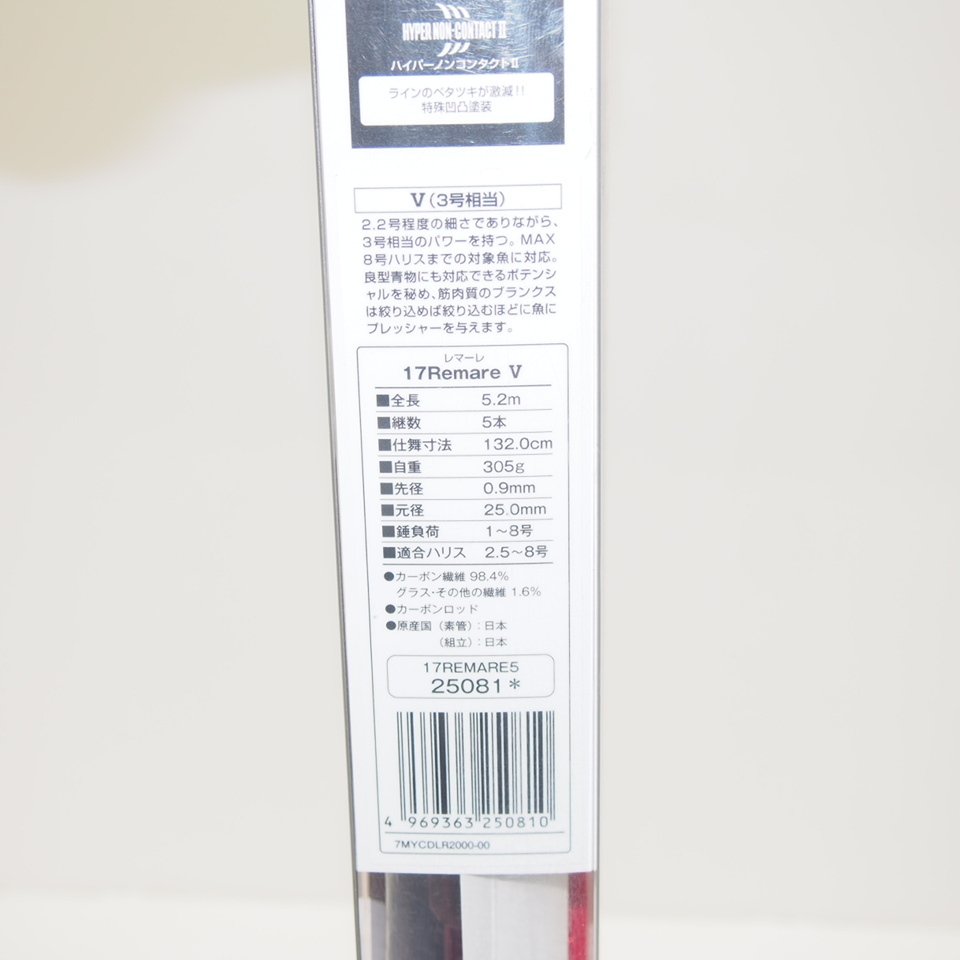 HYPER NON-CONTACT II
ハイパーノンコンタクトⅡ
ラインのベタツキが激減!!
特殊凹凸塗装
V(3号相当)
2.2号程度の細さでありながら、
3号相当のパワーを持つ。MAX
8号ハリスまでの対象魚に対応。
良型青物にも対応できるポテン
シャルを秘め、筋肉質のブランクス
は絞り込めば絞り込むほどに魚に
プレッシャーを与えます。
レマーレ
17Remare V
■全長 5.2m
■継数 5本
■仕舞寸法 132.0cm
■自重 305g
■先径 0.9mm
■元径 25.0mm
■錘負荷 1~8号
■適合ハリス 2.5~8号
●カーボン繊維 98.4%
グラス・その他の繊維 1.6%
●カーボンロッド
●原産国(素管):日本
(組立):日本
17REMARE5
25081*
4 969363 250810
7MYCDLR2000-00